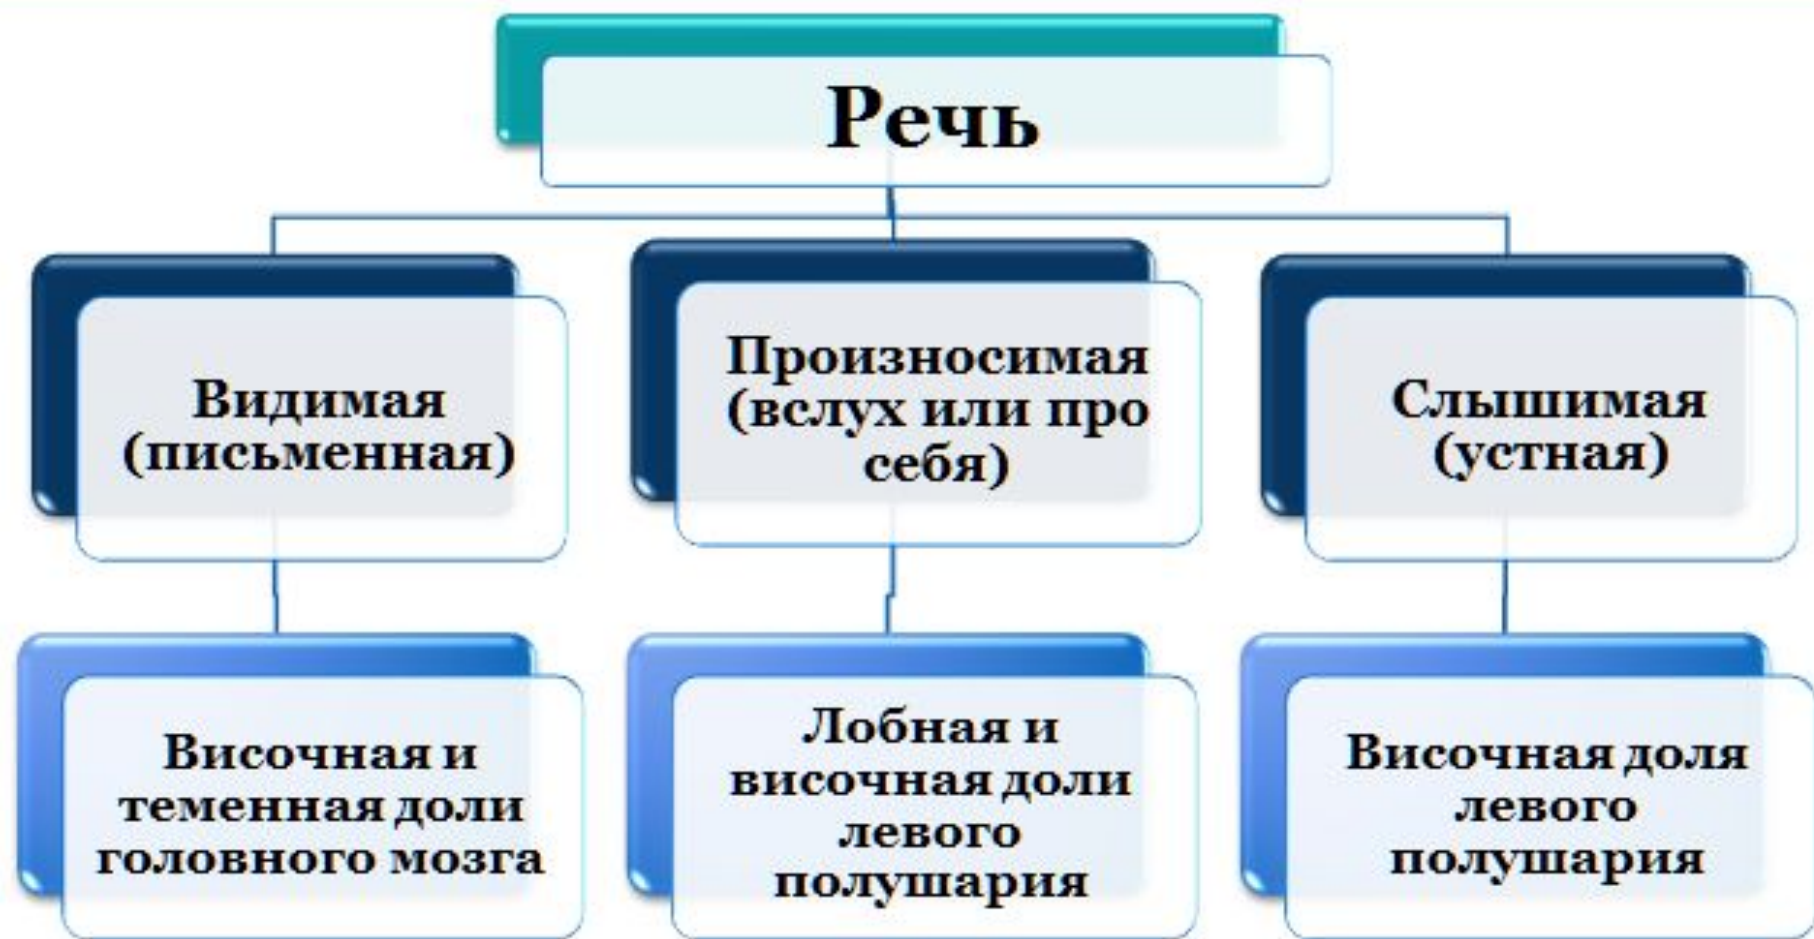 Речь
Видимая
(письменная)
Произносимая
(вслух или про
себя)
Слышимая
(устная)
Височная и
теменная доли
головного мозга
Лобная и
височная доли
левого
полушария
Височная доля
левого
полушария